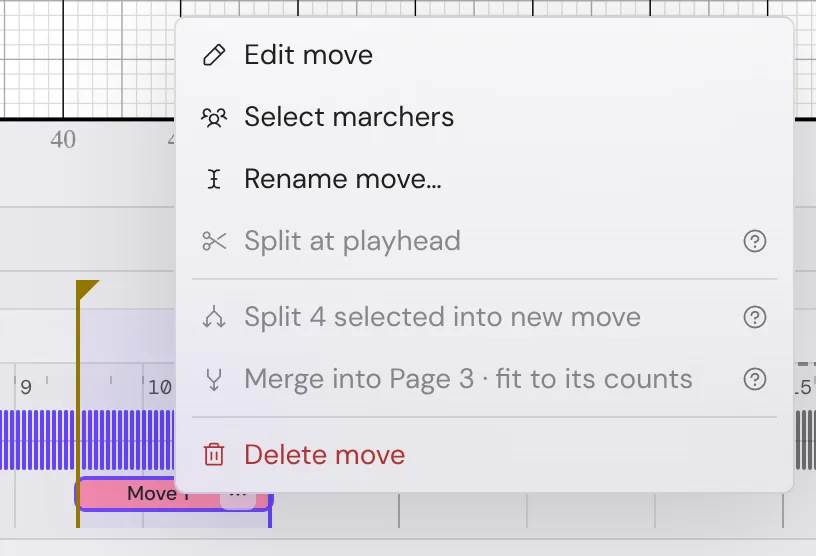 Edit move
Select marchers
40
Rename move...
Split at playhead
Split 4 selected into new move
Merge into Page 3 · fit to its counts
9
10
Delete move
Move
...